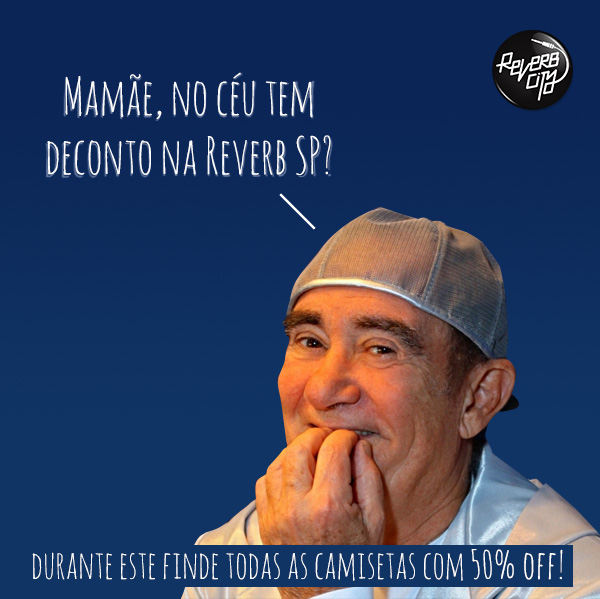 Reverb
City
Mamãe, no céu tem
deconto na Reverb SP?
durante este finde todas as camisetas com 50% off!